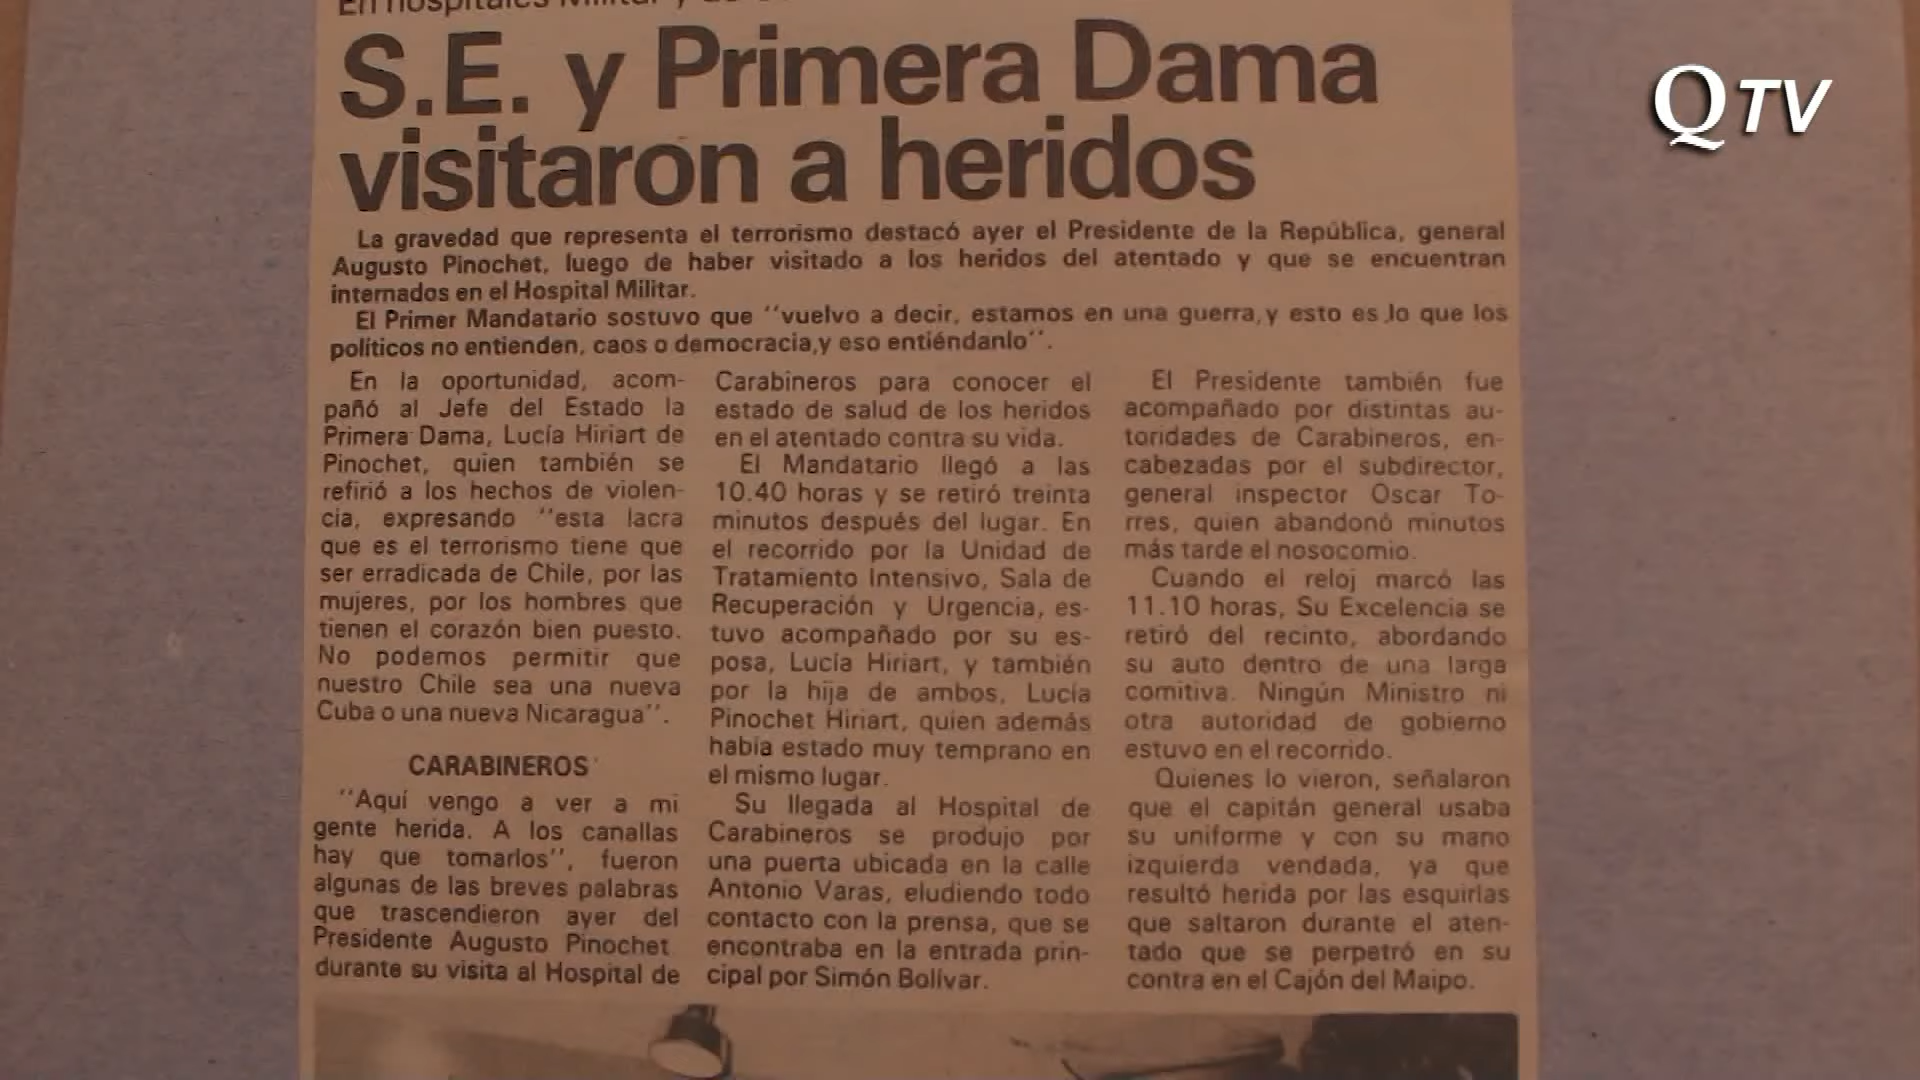 En hospitales Militar y de
S.E. y Primera Dama
visitaron a heridos
La gravedad que representa el terrorismo destacó ayer el Presidente de la República, general
Augusto Pinochet, luego de haber visitado a los heridos del atentado y que se encuentran
internados en el Hospital Militar.
El Primer Mandatario sostuvo que ''vuelvo a decir, estamos en una guerra, y esto es lo que los
políticos no entienden, caos o democracia, y eso entiéndanlo''.
En la oportunidad, acom-
pañó al Jefe del Estado la
Primera Dama, Lucía Hiriart de
Pinochet, quien también se
refirió a los hechos de violen-
cia, expresando ''esta lacra
que es el terrorismo tiene que
ser erradicada de Chile, por las
mujeres, por los hombres que
tienen el corazón bien puesto.
No podemos permitir que
nuestro Chile sea una nueva
Cuba o una nueva Nicaragua''.
CARABINEROS
''Aquí vengo a ver a mi
gente herida. A los canallas
hay que tomarlos'', fueron
algunas de las breves palabras
que trascendieron ayer del
Presidente Augusto Pinochet
durante su visita al Hospital de
Carabineros para conocer el
estado de salud de los heridos
en el atentado contra su vida.
El Mandatario llegó a las
10.40 horas y se retiró treinta
minutos después del lugar. En
el recorrido por la Unidad de
Tratamiento Intensivo, Sala de
Recuperación y Urgencia, es-
tuvo acompañado por su es-
posa, Lucía Hiriart, y también
por la hija de ambos, Lucía
Pinochet Hiriart, quien además
había estado muy temprano en
el mismo lugar.
Su llegada al Hospital de
Carabineros se produjo por
una puerta ubicada en la calle
Antonio Varas, eludiendo todo
contacto con la prensa, que se
encontraba en la entrada prin-
cipal por Simón Bolívar.
El Presidente también fue
acompañado por distintas au-
toridades de Carabineros, en-
cabezadas por el subdirector,
general inspector Oscar To-
rres, quien abandonó minutos
más tarde el nosocomio.
Cuando el reloj marcó las
11.10 horas, Su Excelencia se
retiró del recinto, abordando
su auto dentro de una larga
comitiva. Ningún Ministro ni
otra autoridad de gobierno
estuvo en el recorrido.
Quienes lo vieron, señalaron
que el capitán general usaba
su uniforme y con su mano
izquierda vendada, ya que
resultó herida por las esquirlas
que saltaron durante el aten-
tado que se perpetró en su
contra en el Cajón del Maipo.
QTV